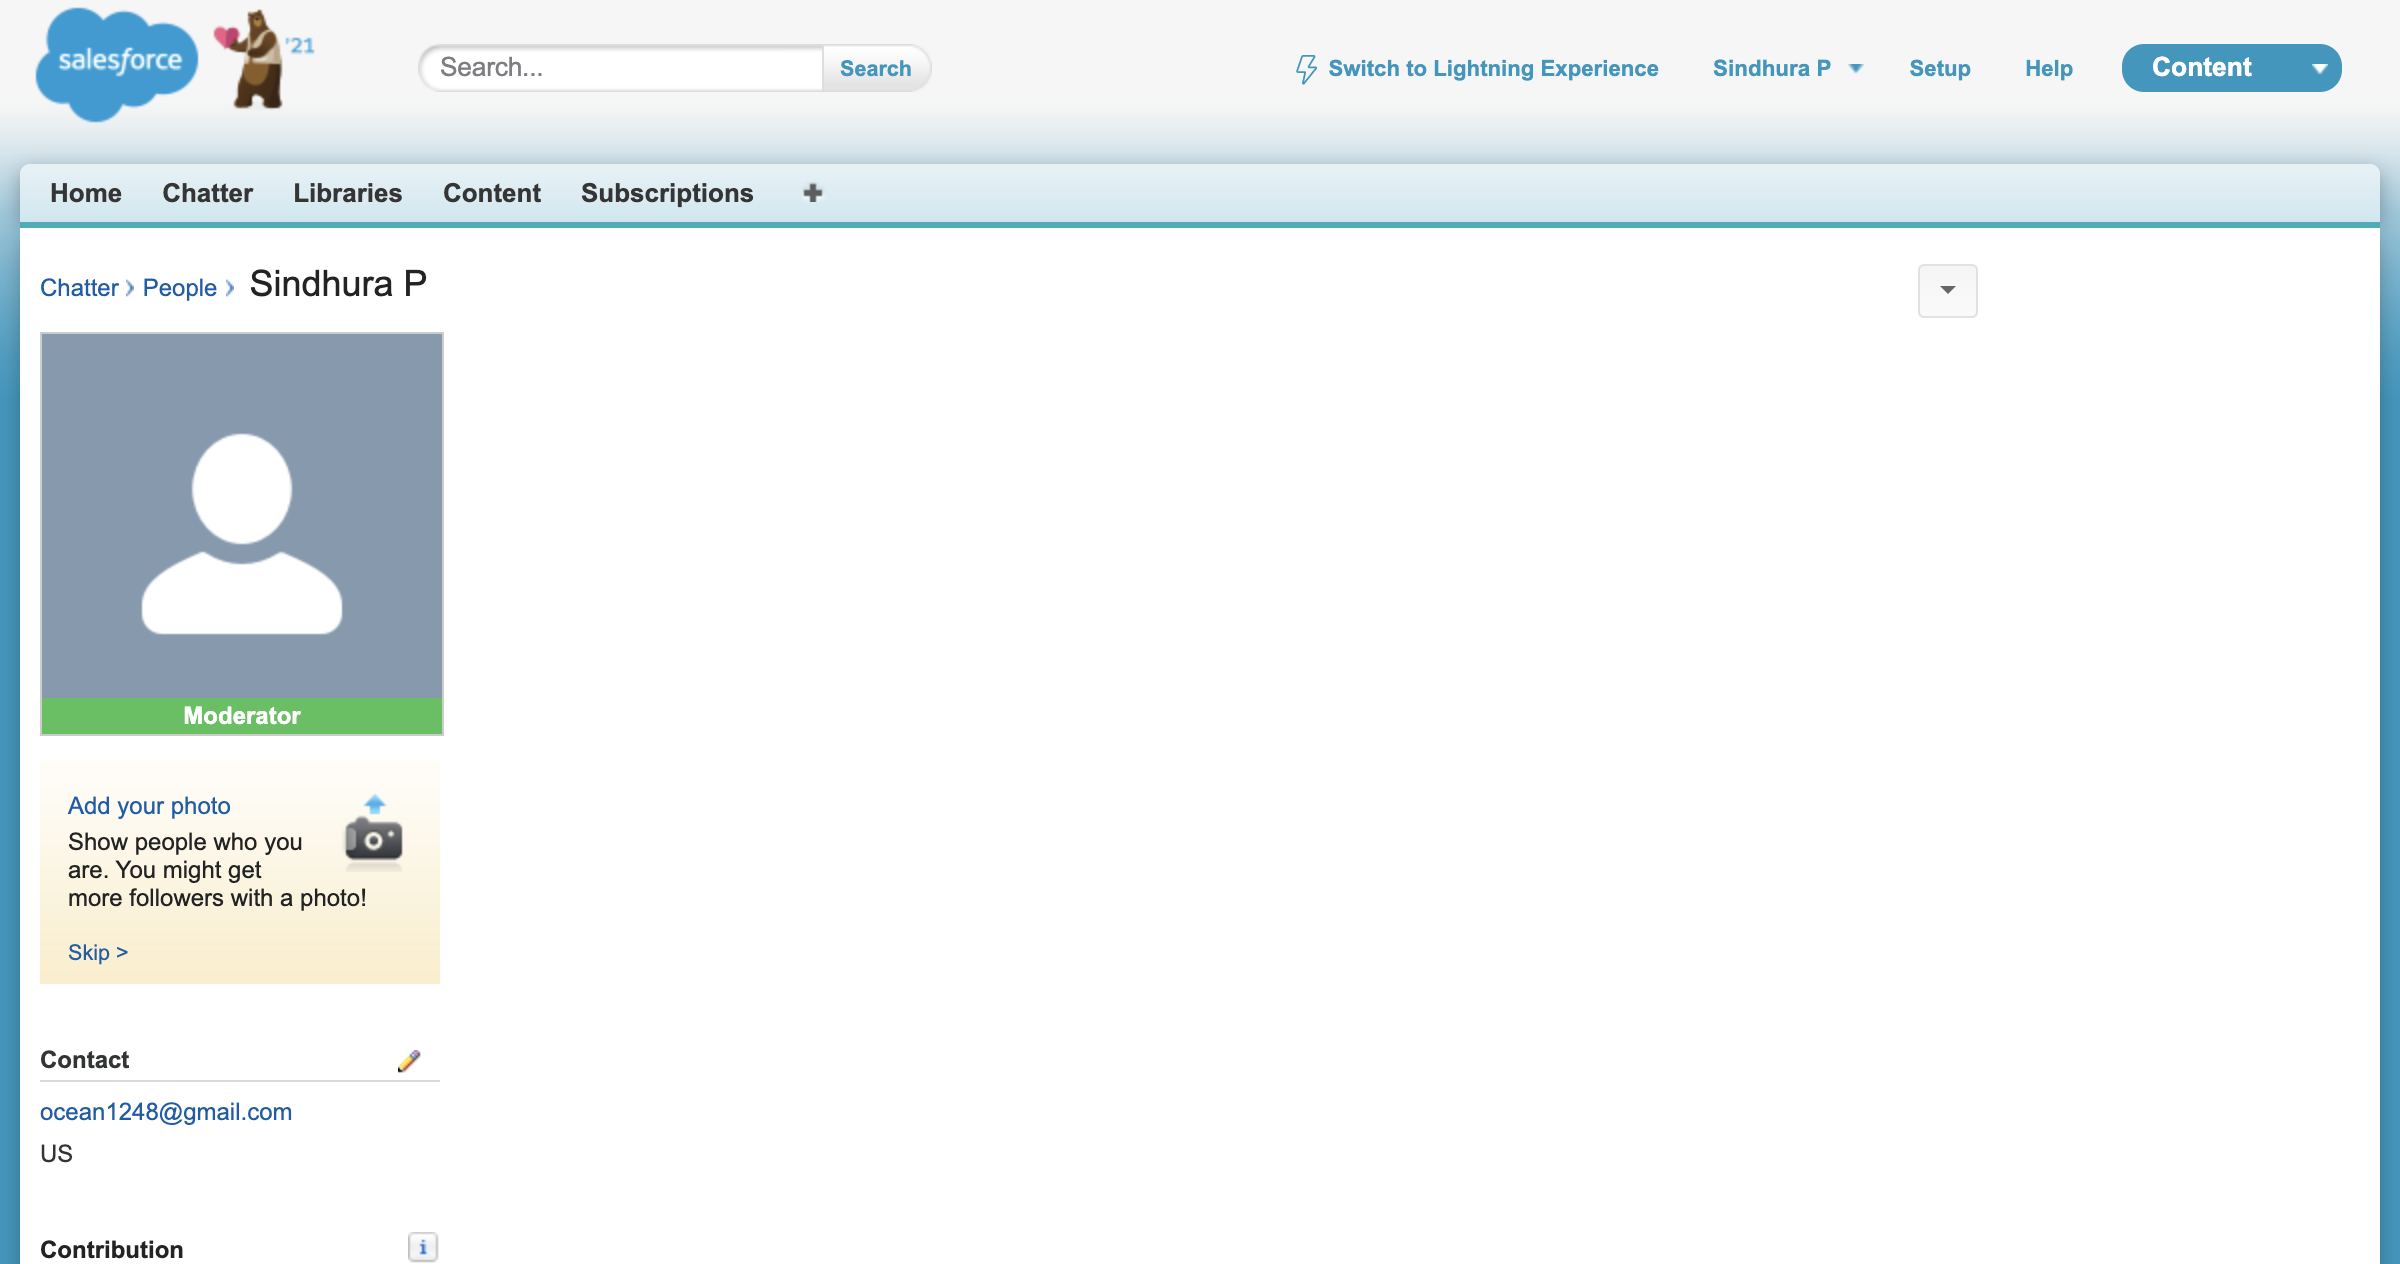 salesforce
'21
Search...
Search
Switch to Lightning Experience
Sindhura P
Setup
Help
Content
Home
Chatter
Libraries
Content
Subscriptions
Chatter
People
Sindhura P
Moderator
Add your photo
Show people who you
are. You might get
more followers with a photo!
Skip >
Contact
ocean1248@gmail.com
US
Contribution